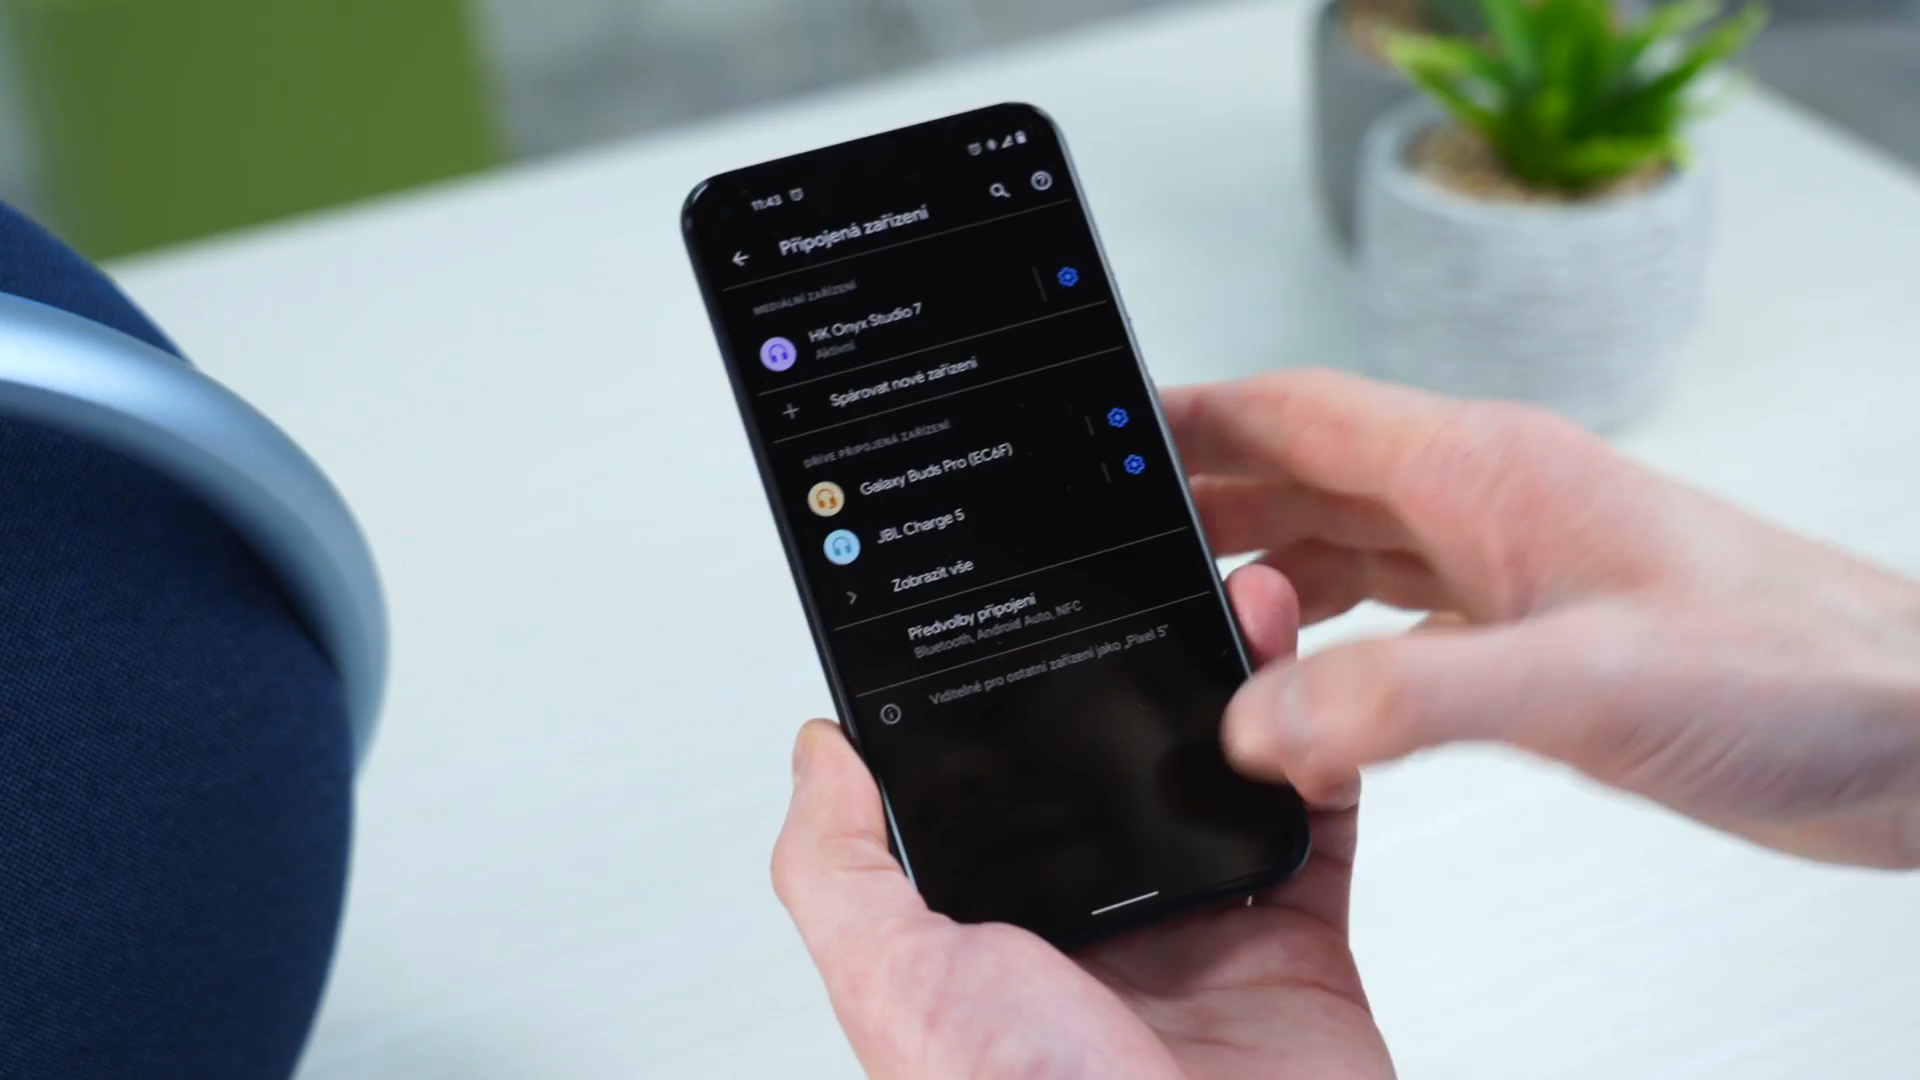 11:43
Připojená zařízení
MEDIÁLNÍ ZAŘÍZENÍ
HK Onyx Studio 7
Aktivní
Spárovat nové zařízení
DŘÍVE PŘIPOJENÁ ZAŘÍZENÍ
Galaxy Buds Pro (EC6F)
JBL Charge 5
Zobrazit vše
Předvolby připojení
Bluetooth, Android Auto, NFC
Viditelné pro ostatní zařízení jako „Pixel 5“